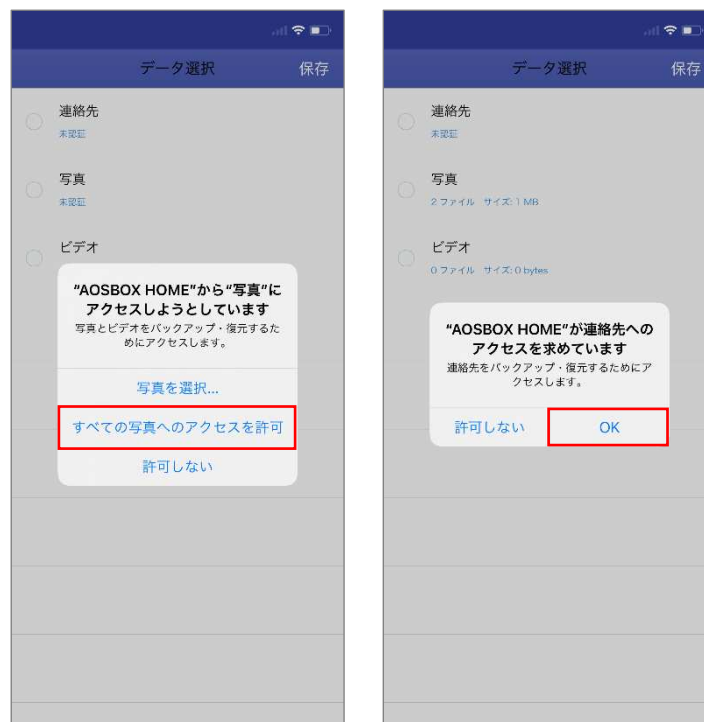 データ選択 保存
連絡先
未認証
写真
未認証
ビデオ
“AOSBOX HOME”から“写真”に
アクセスしようとしています
写真とビデオをバックアップ・復元するた
めにアクセスします。
写真を選択...
すべての写真へのアクセスを許可
許可しない
データ選択 保存
連絡先
未認証
写真
2 ファイル サイズ: 1 MB
ビデオ
0 ファイル サイズ: 0 bytes
“AOSBOX HOME”が連絡先への
アクセスを求めています
連絡先をバックアップ・復元するためにア
クセスします。
許可しない OK